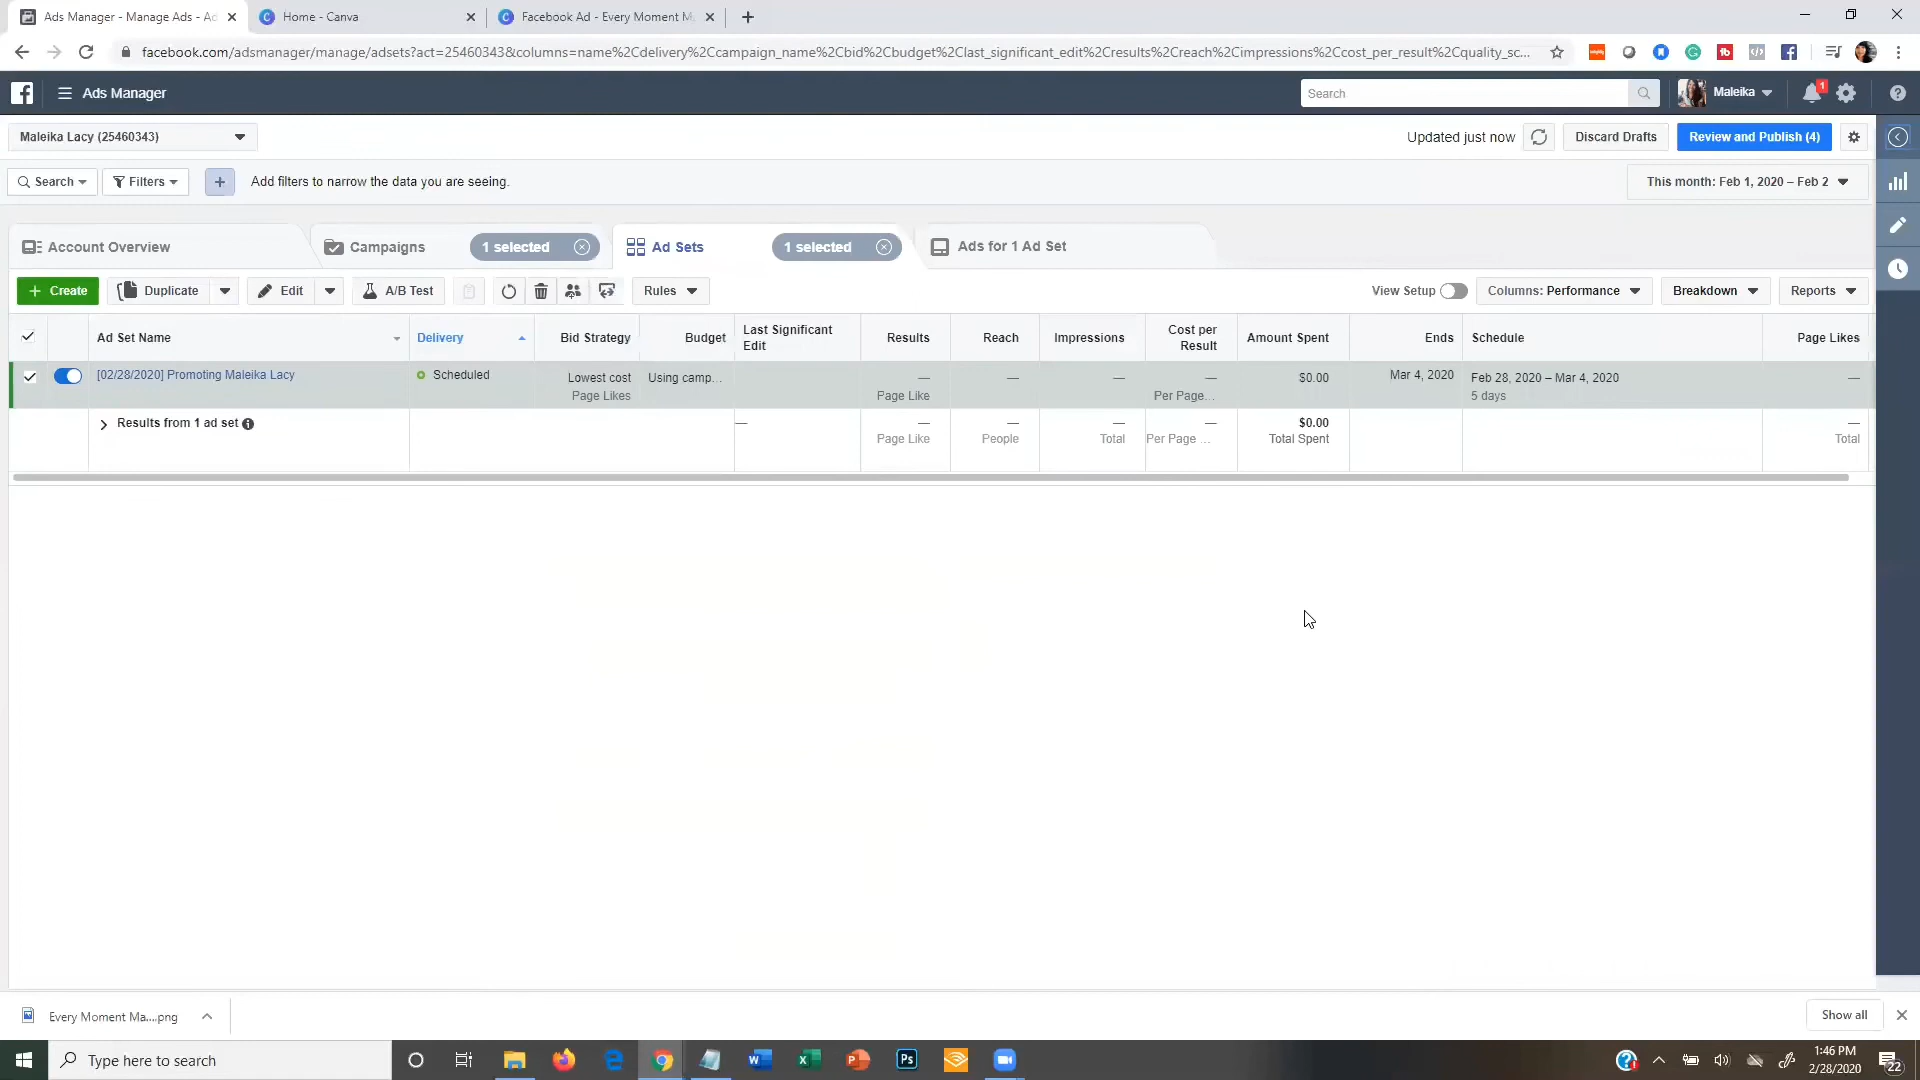 Ads Manager - Manage Ads - Ad
Home - Canva
Facebook Ad - Every Moment M
facebook.com/adsmanager/manage/adsets?act=25460343&columns=name%2Cdelivery%2Ccampaign_name%2Cbid%2Cbudget%2Clast_significant_edit%2Cresults%2Creach%2Cimpressions%2Ccost_per_result%2Cquality_sc...
Ads Manager
Search
Maleika
1
Maleika Lacy (25460343)
Updated just now
Discard Drafts
Review and Publish (4)
Search
Filters
Add filters to narrow the data you are seeing.
This month: Feb 1, 2020 – Feb 2
Account Overview
Campaigns
1 selected
Ad Sets
1 selected
Ads for 1 Ad Set
+ Create
Duplicate
Edit
A/B Test
Rules
View Setup
Columns: Performance
Breakdown
Reports
Ad Set Name
Delivery
Bid Strategy
Budget
Last Significant Edit
Results
Reach
Impressions
Cost per Result
Amount Spent
Ends
Schedule
Page Likes
[02/28/2020] Promoting Maleika Lacy
Scheduled
Lowest cost
Page Likes
Using camp...
—
Page Like
—
—
—
Per Page...
$0.00
Mar 4, 2020
Feb 28, 2020 – Mar 4, 2020
5 days
—
Results from 1 ad set
—
—
Page Like
—
People
—
Total
—
Per Page ...
$0.00
Total Spent
—
Total
Every Moment Ma....png
Show all
Type here to search
1:46 PM
2/28/2020
22